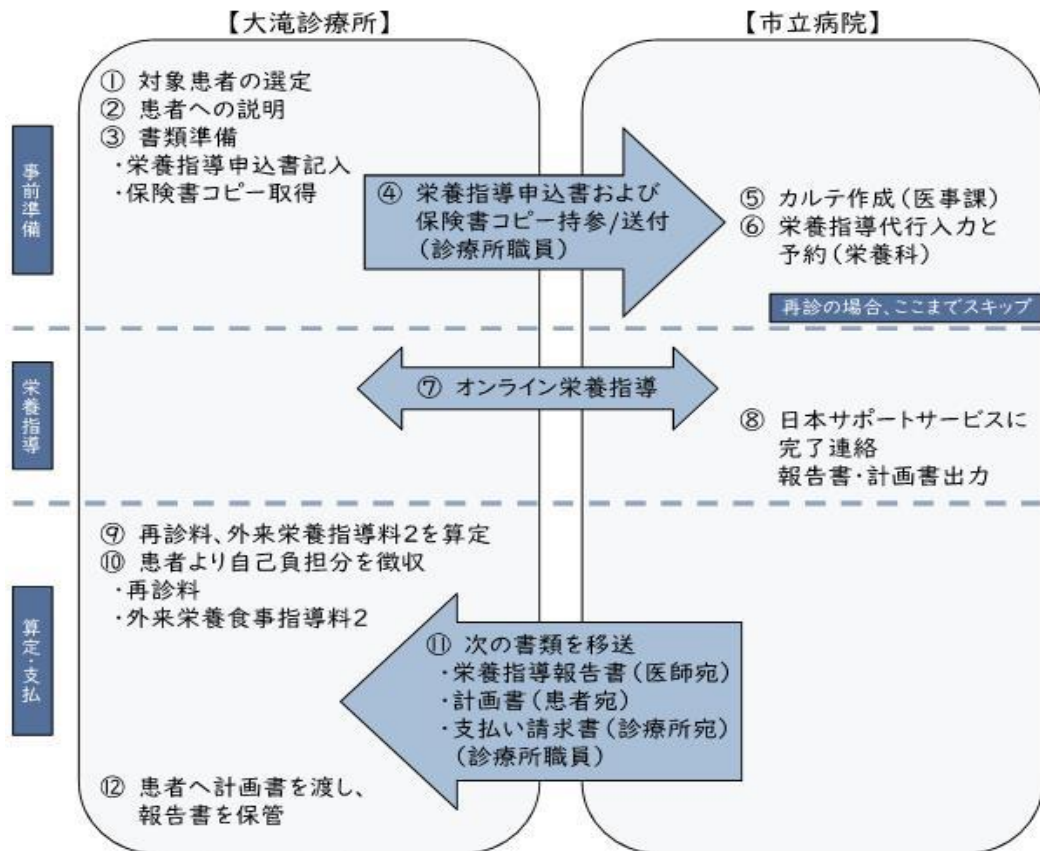 【大滝診療所】
【市立病院】
事前準備
① 対象患者の選定
② 患者への説明
③ 書類準備
・栄養指導申込書記入
・保険書コピー取得
④ 栄養指導申込書および
保険書コピー持参/送付
(診療所職員)
⑤ カルテ作成(医事課)
⑥ 栄養指導代行入力と
予約(栄養科)
再診の場合、ここまでスキップ
栄養指導
⑦ オンライン栄養指導
⑧ 日本サポートサービスに
完了連絡
報告書・計画書出力
算定・支払
⑨ 再診料、外来栄養指導料2を算定
⑩ 患者より自己負担分を徴収
・再診料
・外来栄養食事指導料2
⑪ 次の書類を移送
・栄養指導報告書(医師宛)
・計画書(患者宛)
・支払い請求書(診療所宛)
(診療所職員)
⑫ 患者へ計画書を渡し、
報告書を保管